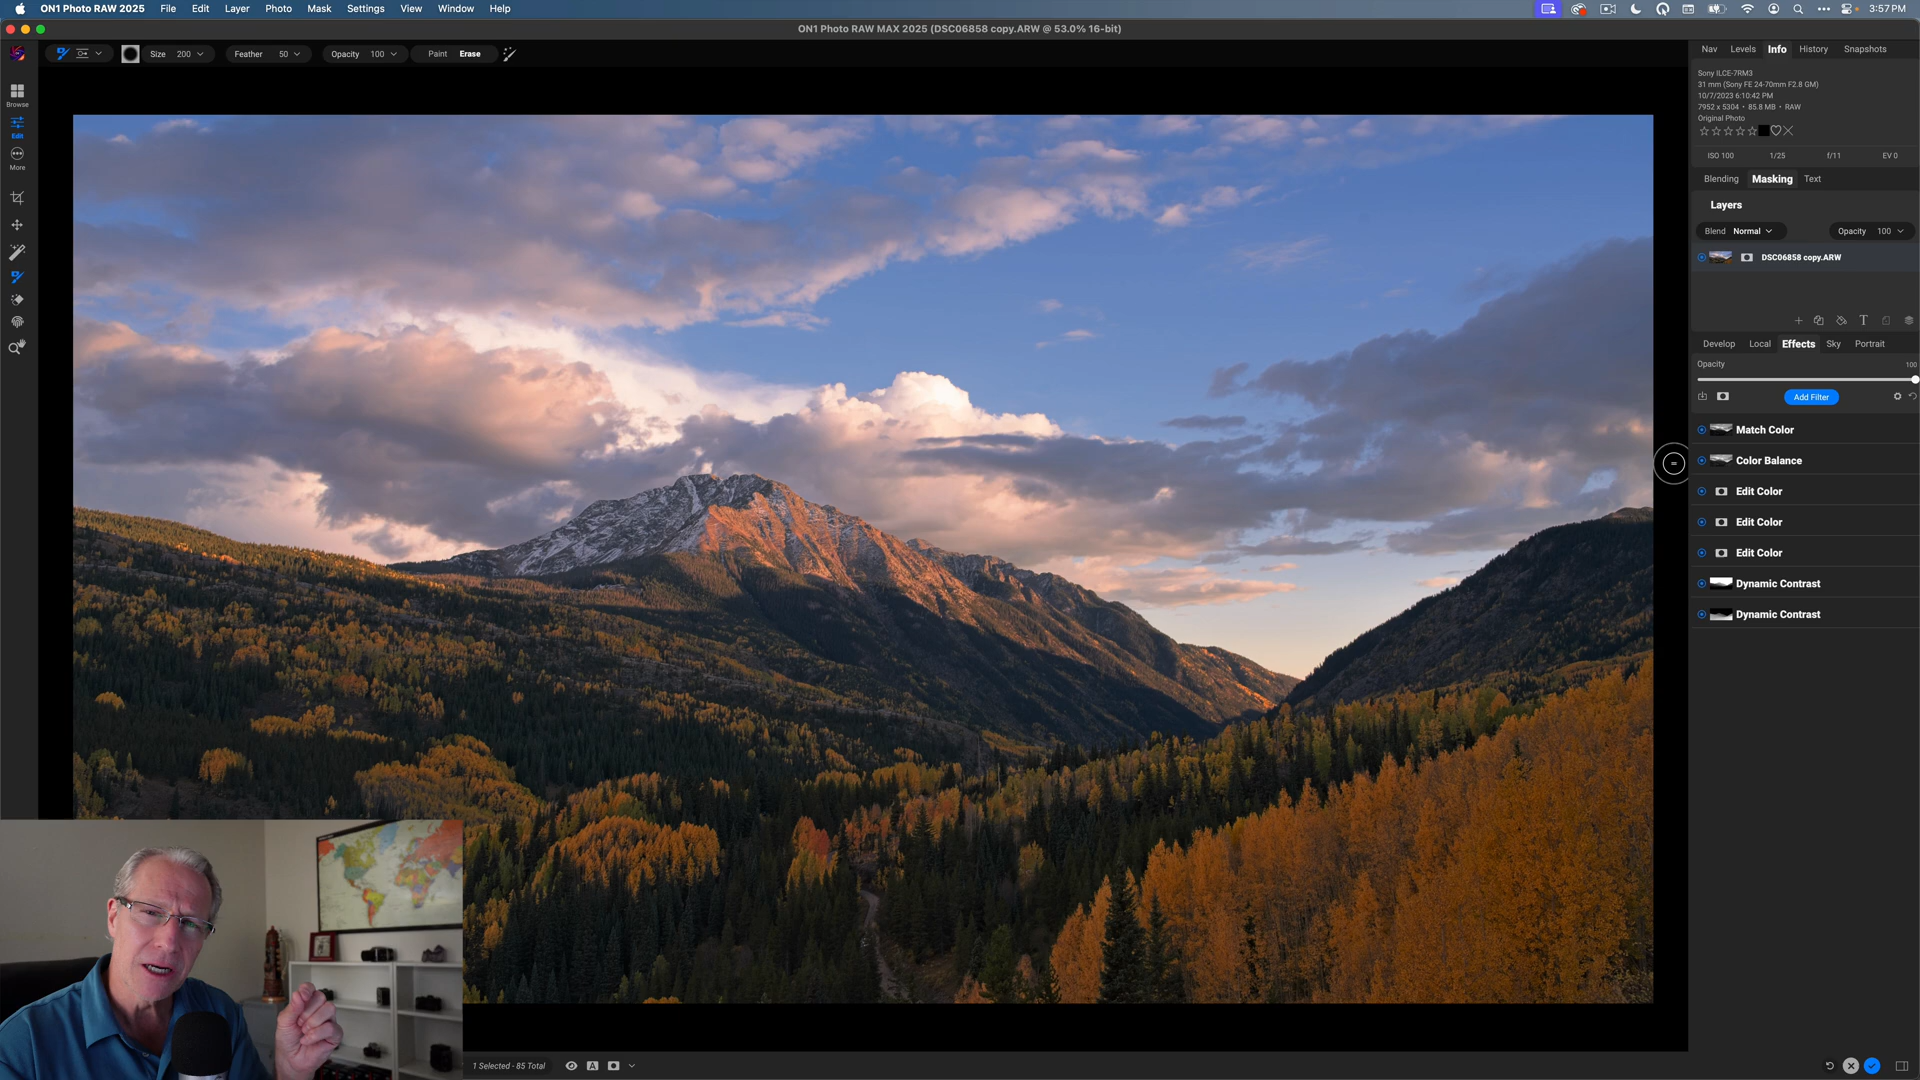 ON1 Photo RAW 2025 File Edit Layer Photo Mask Settings View Window Help 3:57PM
ON1 Photo RAW MAX 2025 (DSC06858 copy.ARW @ 53.0% 16-bit)
Size 200 Feather 50 Opacity 100 Paint Erase
Browse
Edit
More
Nav Levels Info History Snapshots
Sony ILCE-7RM3
31 mm (Sony FE 24-70mm F2.8 GM)
10/7/2023 6:10:42 PM
7952 x 5304 • 85.8 MB • RAW
Original Photo
ISO 100 1/25 f/11 EV 0
Blending Masking Text
Layers
Blend Normal Opacity 100
DSC06858 copy.ARW
Develop Local Effects Sky Portrait
Opacity 100
Add Filter
Match Color
Color Balance
Edit Color
Edit Color
Edit Color
Dynamic Contrast
Dynamic Contrast
1 Selected - 85 Total A